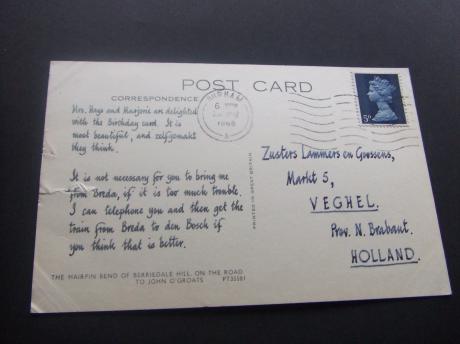 POST CARD
CORRESPONDENCE
Mrs. Hays and Marjorie are delighted
with the Birthday card. It is
most beautiful, and zelfgemakt
they think.
It is not necessary for you to bring me
from Breda, if it is too much trouble.
I can telephone you and then get the
train from Breda to den Bosch if
you think that is better.
THE HAIRPIN BEND OF BERRIEDALE HILL, ON THE ROAD
TO JOHN O'GROATS PT35581
PRINTED IN GREAT BRITAIN
6
1968
5D
Zusters Lammers en Goossens,
Markt 5,
VEGHEL.
Prov. N. Brabant.
HOLLAND.